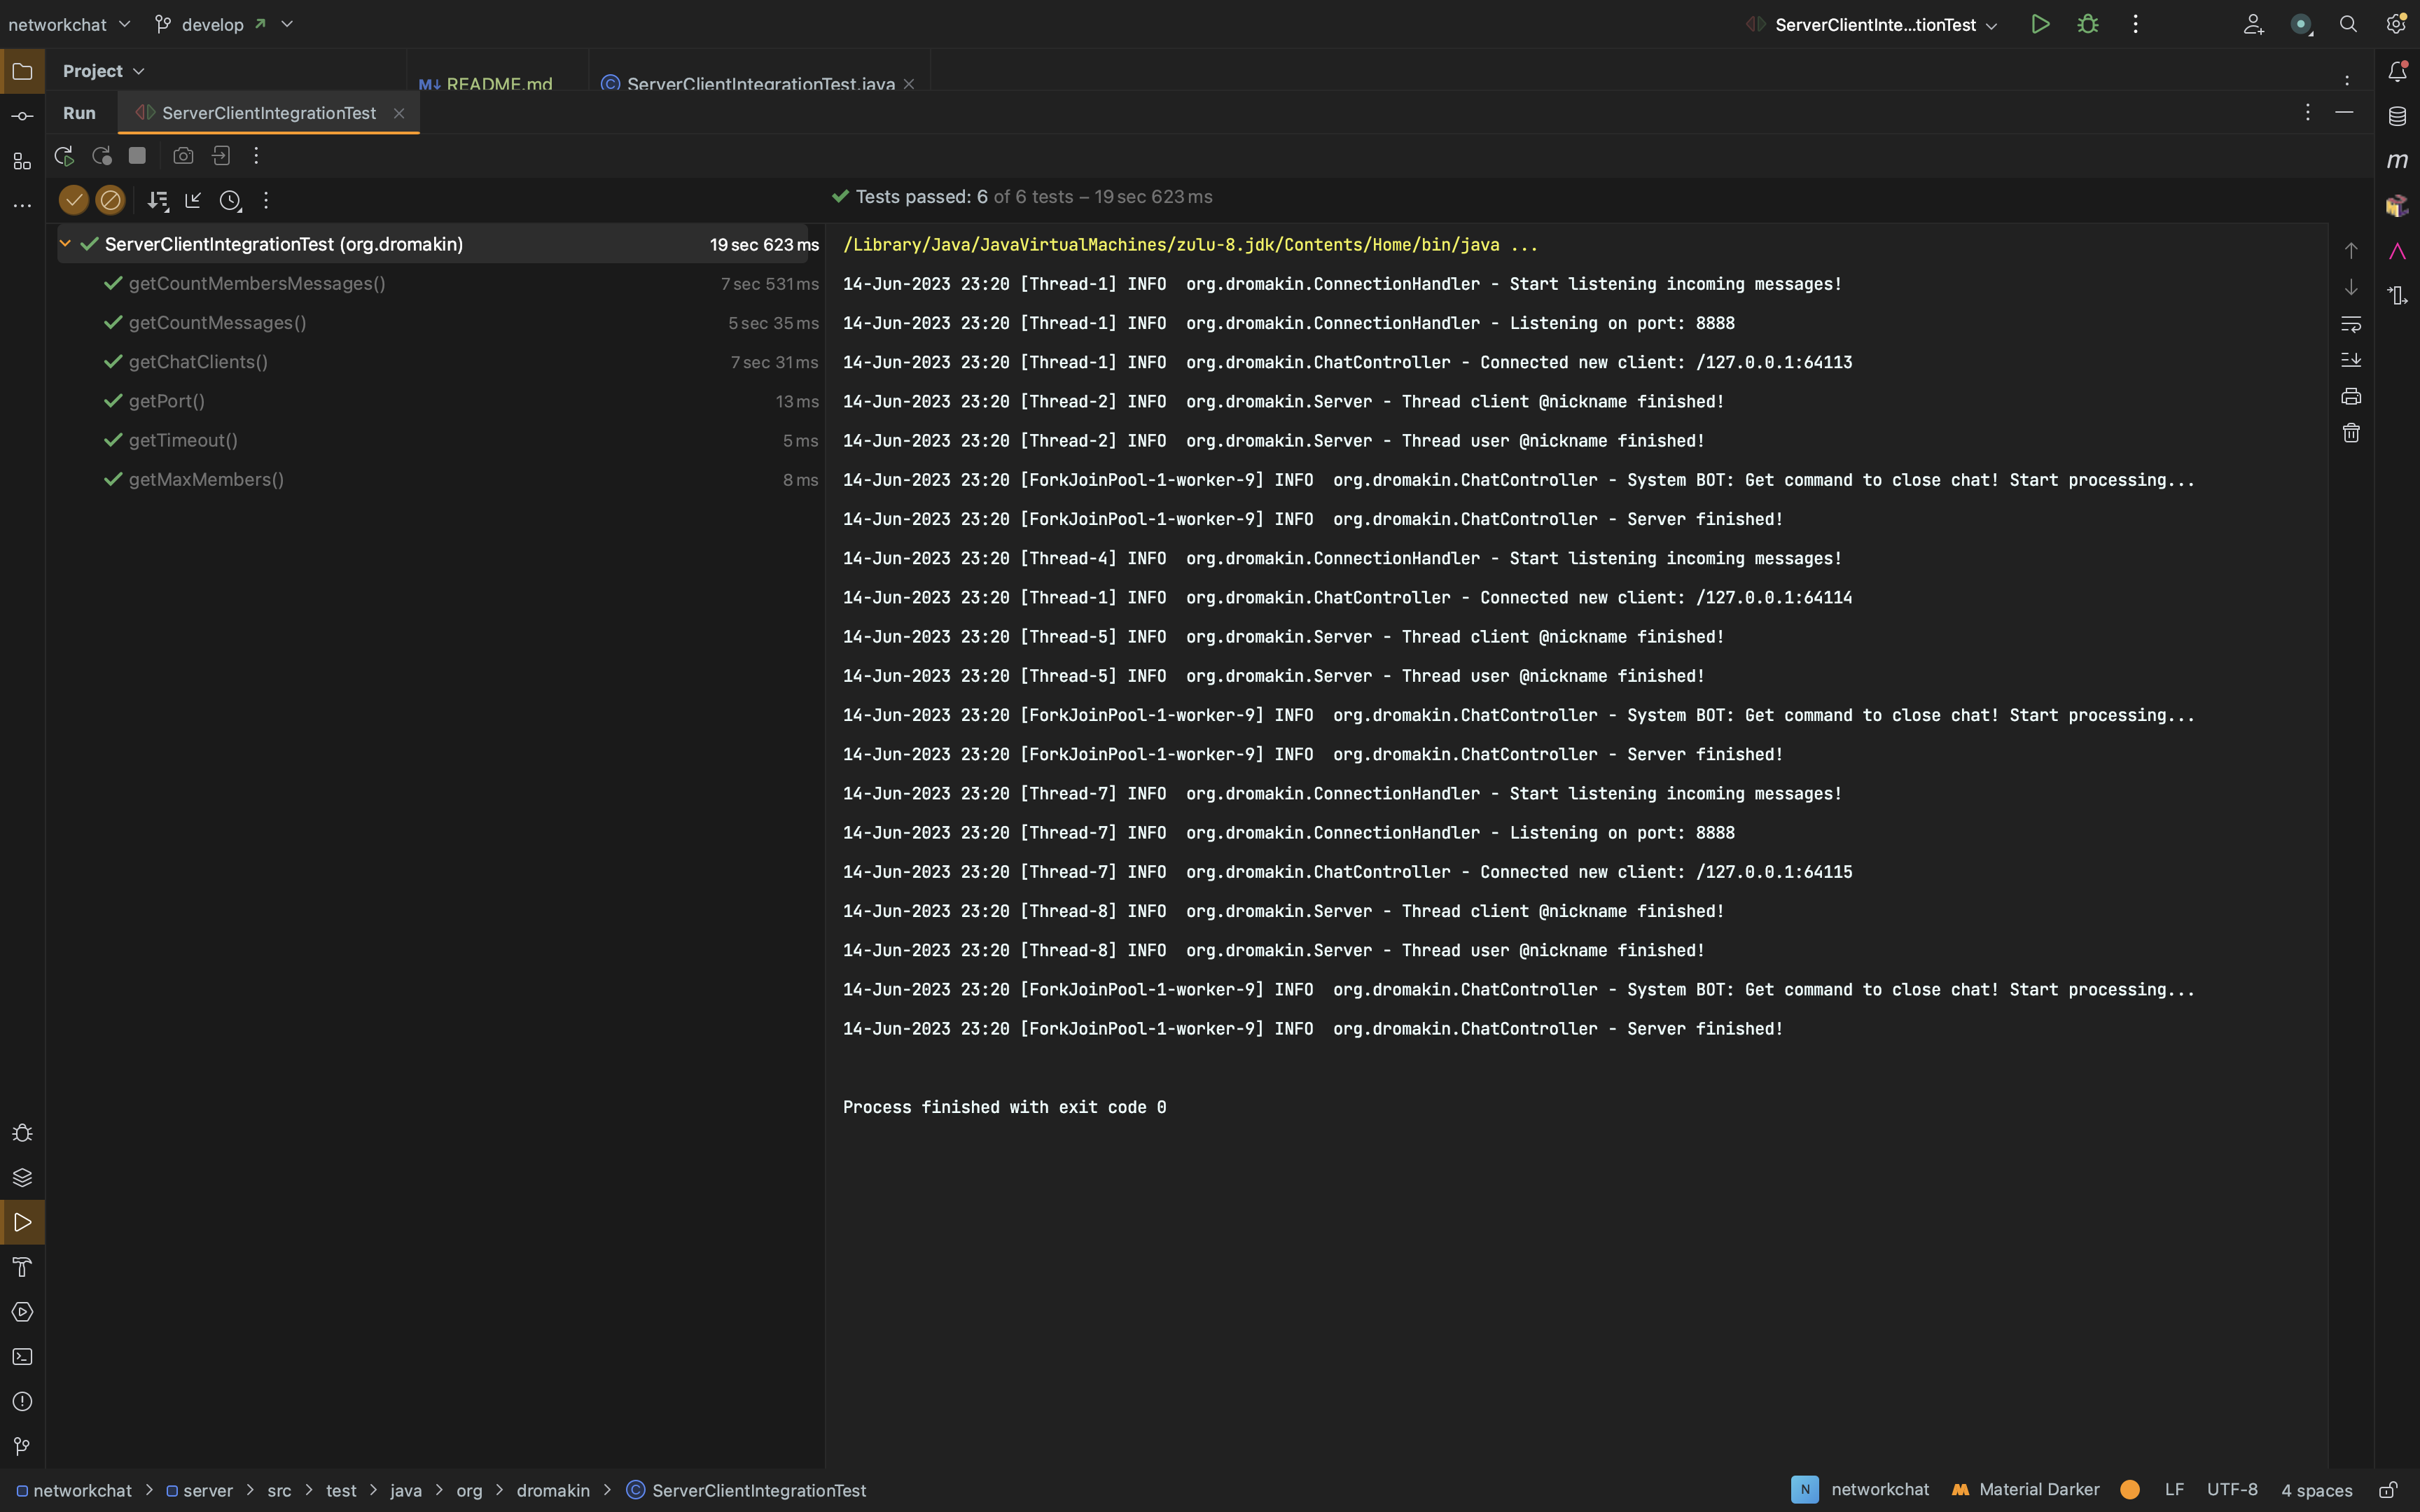 networkchat develop ServerClientInte...tionTest
Project README.md ServerClientIntegrationTest.java
Run ServerClientIntegrationTest
Tests passed: 6 of 6 tests – 19 sec 623 ms
ServerClientIntegrationTest (org.dromakin) 19 sec 623 ms
getCountMembersMessages() 7 sec 531 ms
getCountMessages() 5 sec 35 ms
getChatClients() 7 sec 31 ms
getPort() 13 ms
getTimeout() 5 ms
getMaxMembers() 8 ms
/Library/Java/JavaVirtualMachines/zulu-8.jdk/Contents/Home/bin/java ...
14-Jun-2023 23:20 [Thread-1] INFO  org.dromakin.ConnectionHandler - Start listening incoming messages!
14-Jun-2023 23:20 [Thread-1] INFO  org.dromakin.ConnectionHandler - Listening on port: 8888
14-Jun-2023 23:20 [Thread-1] INFO  org.dromakin.ChatController - Connected new client: /127.0.0.1:64113
14-Jun-2023 23:20 [Thread-2] INFO  org.dromakin.Server - Thread client @nickname finished!
14-Jun-2023 23:20 [Thread-2] INFO  org.dromakin.Server - Thread user @nickname finished!
14-Jun-2023 23:20 [ForkJoinPool-1-worker-9] INFO  org.dromakin.ChatController - System BOT: Get command to close chat! Start processing...
14-Jun-2023 23:20 [ForkJoinPool-1-worker-9] INFO  org.dromakin.ChatController - Server finished!
14-Jun-2023 23:20 [Thread-4] INFO  org.dromakin.ConnectionHandler - Start listening incoming messages!
14-Jun-2023 23:20 [Thread-1] INFO  org.dromakin.ChatController - Connected new client: /127.0.0.1:64114
14-Jun-2023 23:20 [Thread-5] INFO  org.dromakin.Server - Thread client @nickname finished!
14-Jun-2023 23:20 [Thread-5] INFO  org.dromakin.Server - Thread user @nickname finished!
14-Jun-2023 23:20 [ForkJoinPool-1-worker-9] INFO  org.dromakin.ChatController - System BOT: Get command to close chat! Start processing...
14-Jun-2023 23:20 [ForkJoinPool-1-worker-9] INFO  org.dromakin.ChatController - Server finished!
14-Jun-2023 23:20 [Thread-7] INFO  org.dromakin.ConnectionHandler - Start listening incoming messages!
14-Jun-2023 23:20 [Thread-7] INFO  org.dromakin.ConnectionHandler - Listening on port: 8888
14-Jun-2023 23:20 [Thread-7] INFO  org.dromakin.ChatController - Connected new client: /127.0.0.1:64115
14-Jun-2023 23:20 [Thread-8] INFO  org.dromakin.Server - Thread client @nickname finished!
14-Jun-2023 23:20 [Thread-8] INFO  org.dromakin.Server - Thread user @nickname finished!
14-Jun-2023 23:20 [ForkJoinPool-1-worker-9] INFO  org.dromakin.ChatController - System BOT: Get command to close chat! Start processing...
14-Jun-2023 23:20 [ForkJoinPool-1-worker-9] INFO  org.dromakin.ChatController - Server finished!
Process finished with exit code 0
networkchat server src test java org dromakin ServerClientIntegrationTest N networkchat Material Darker LF UTF-8 4 spaces